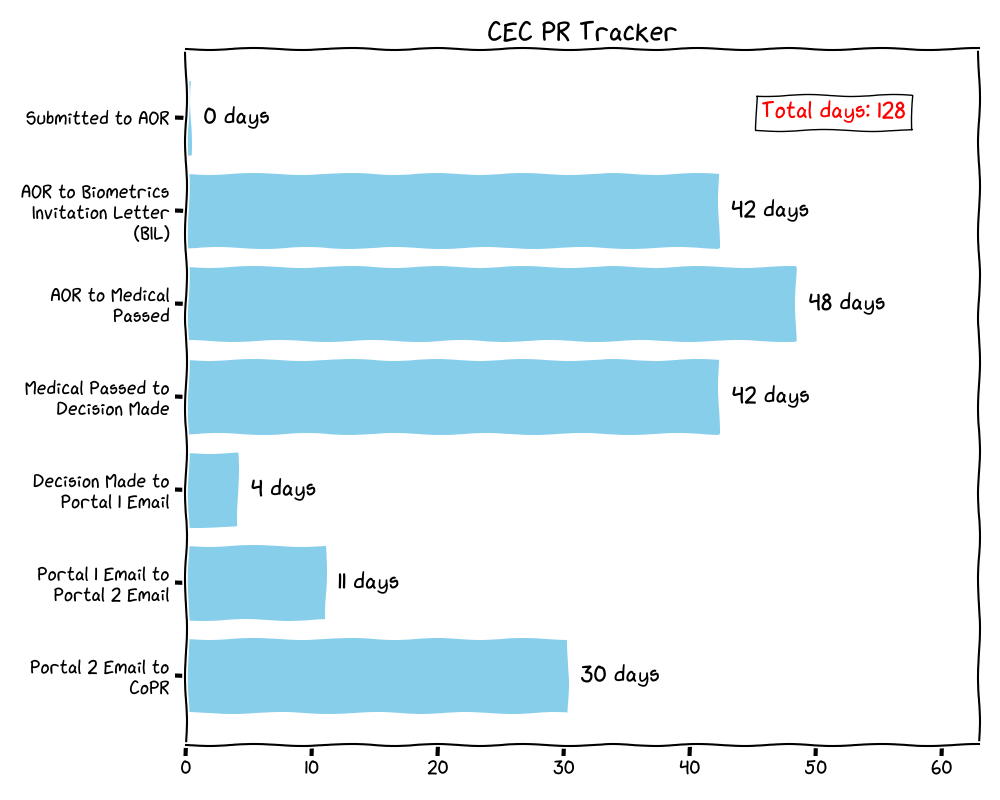 CEC PR Tracker
Submitted to AOR
0 days
Total days: 128
AOR to Biometrics
Invitation Letter
(BIL)
42 days
AOR to Medical
Passed
48 days
Medical Passed to
Decision Made
42 days
Decision Made to
Portal 1 Email
4 days
Portal 1 Email to
Portal 2 Email
11 days
Portal 2 Email to
CoPR
30 days
0 10 20 30 40 50 60